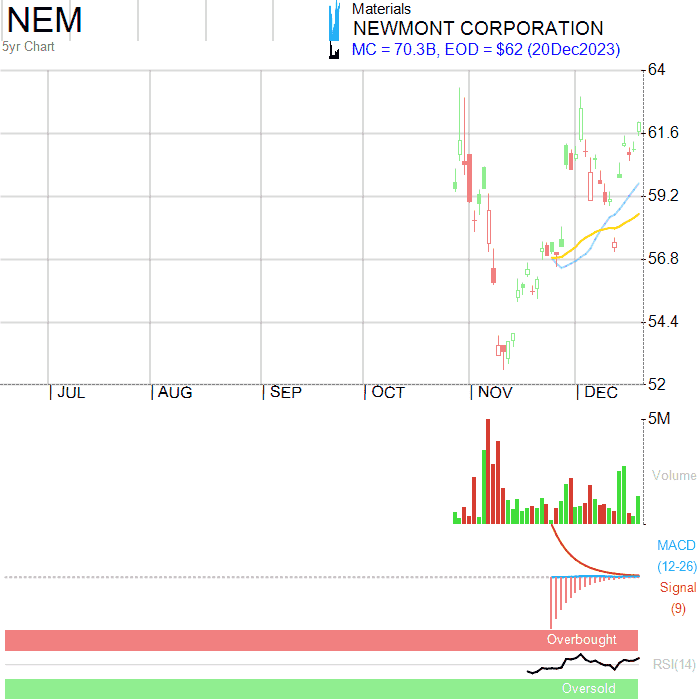 NEM
5yr Chart
Materials
NEWMONT CORPORATION
MC = 70.3B, EOD = $62 (20Dec2023)
64
61.6
59.2
56.8
54.4
52
JUL AUG SEP OCT NOV DEC
5M
Volume
MACD
(12-26)
Signal
(9)
Overbought
RSI(14)
Oversold